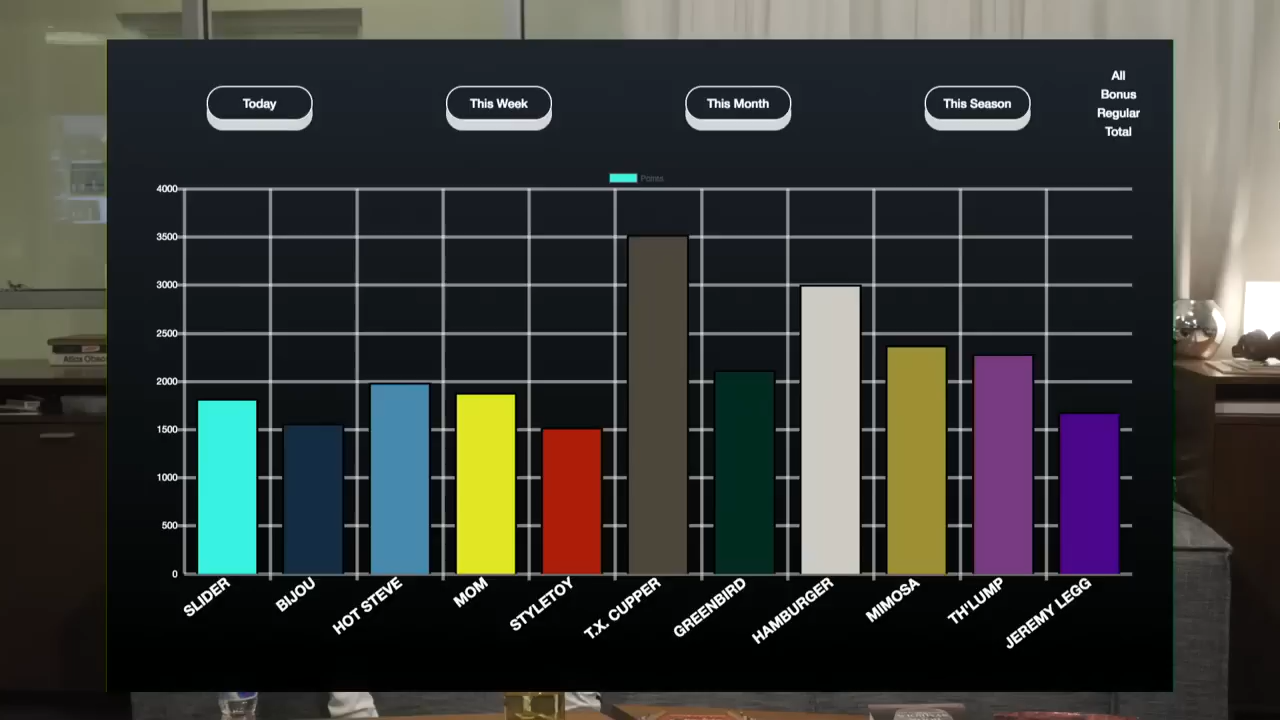 Today
This Week
This Month
This Season
All
Bonus
Regular
Total
Points
4000
3500
3000
2500
2000
1500
1000
500
0
SLIDER
BIJOU
HOT STEVE
MOM
STYLETOY
T.X. CUPPER
GREENBIRD
HAMBURGER
MIMOSA
TH'LUMP
JEREMY LEGG